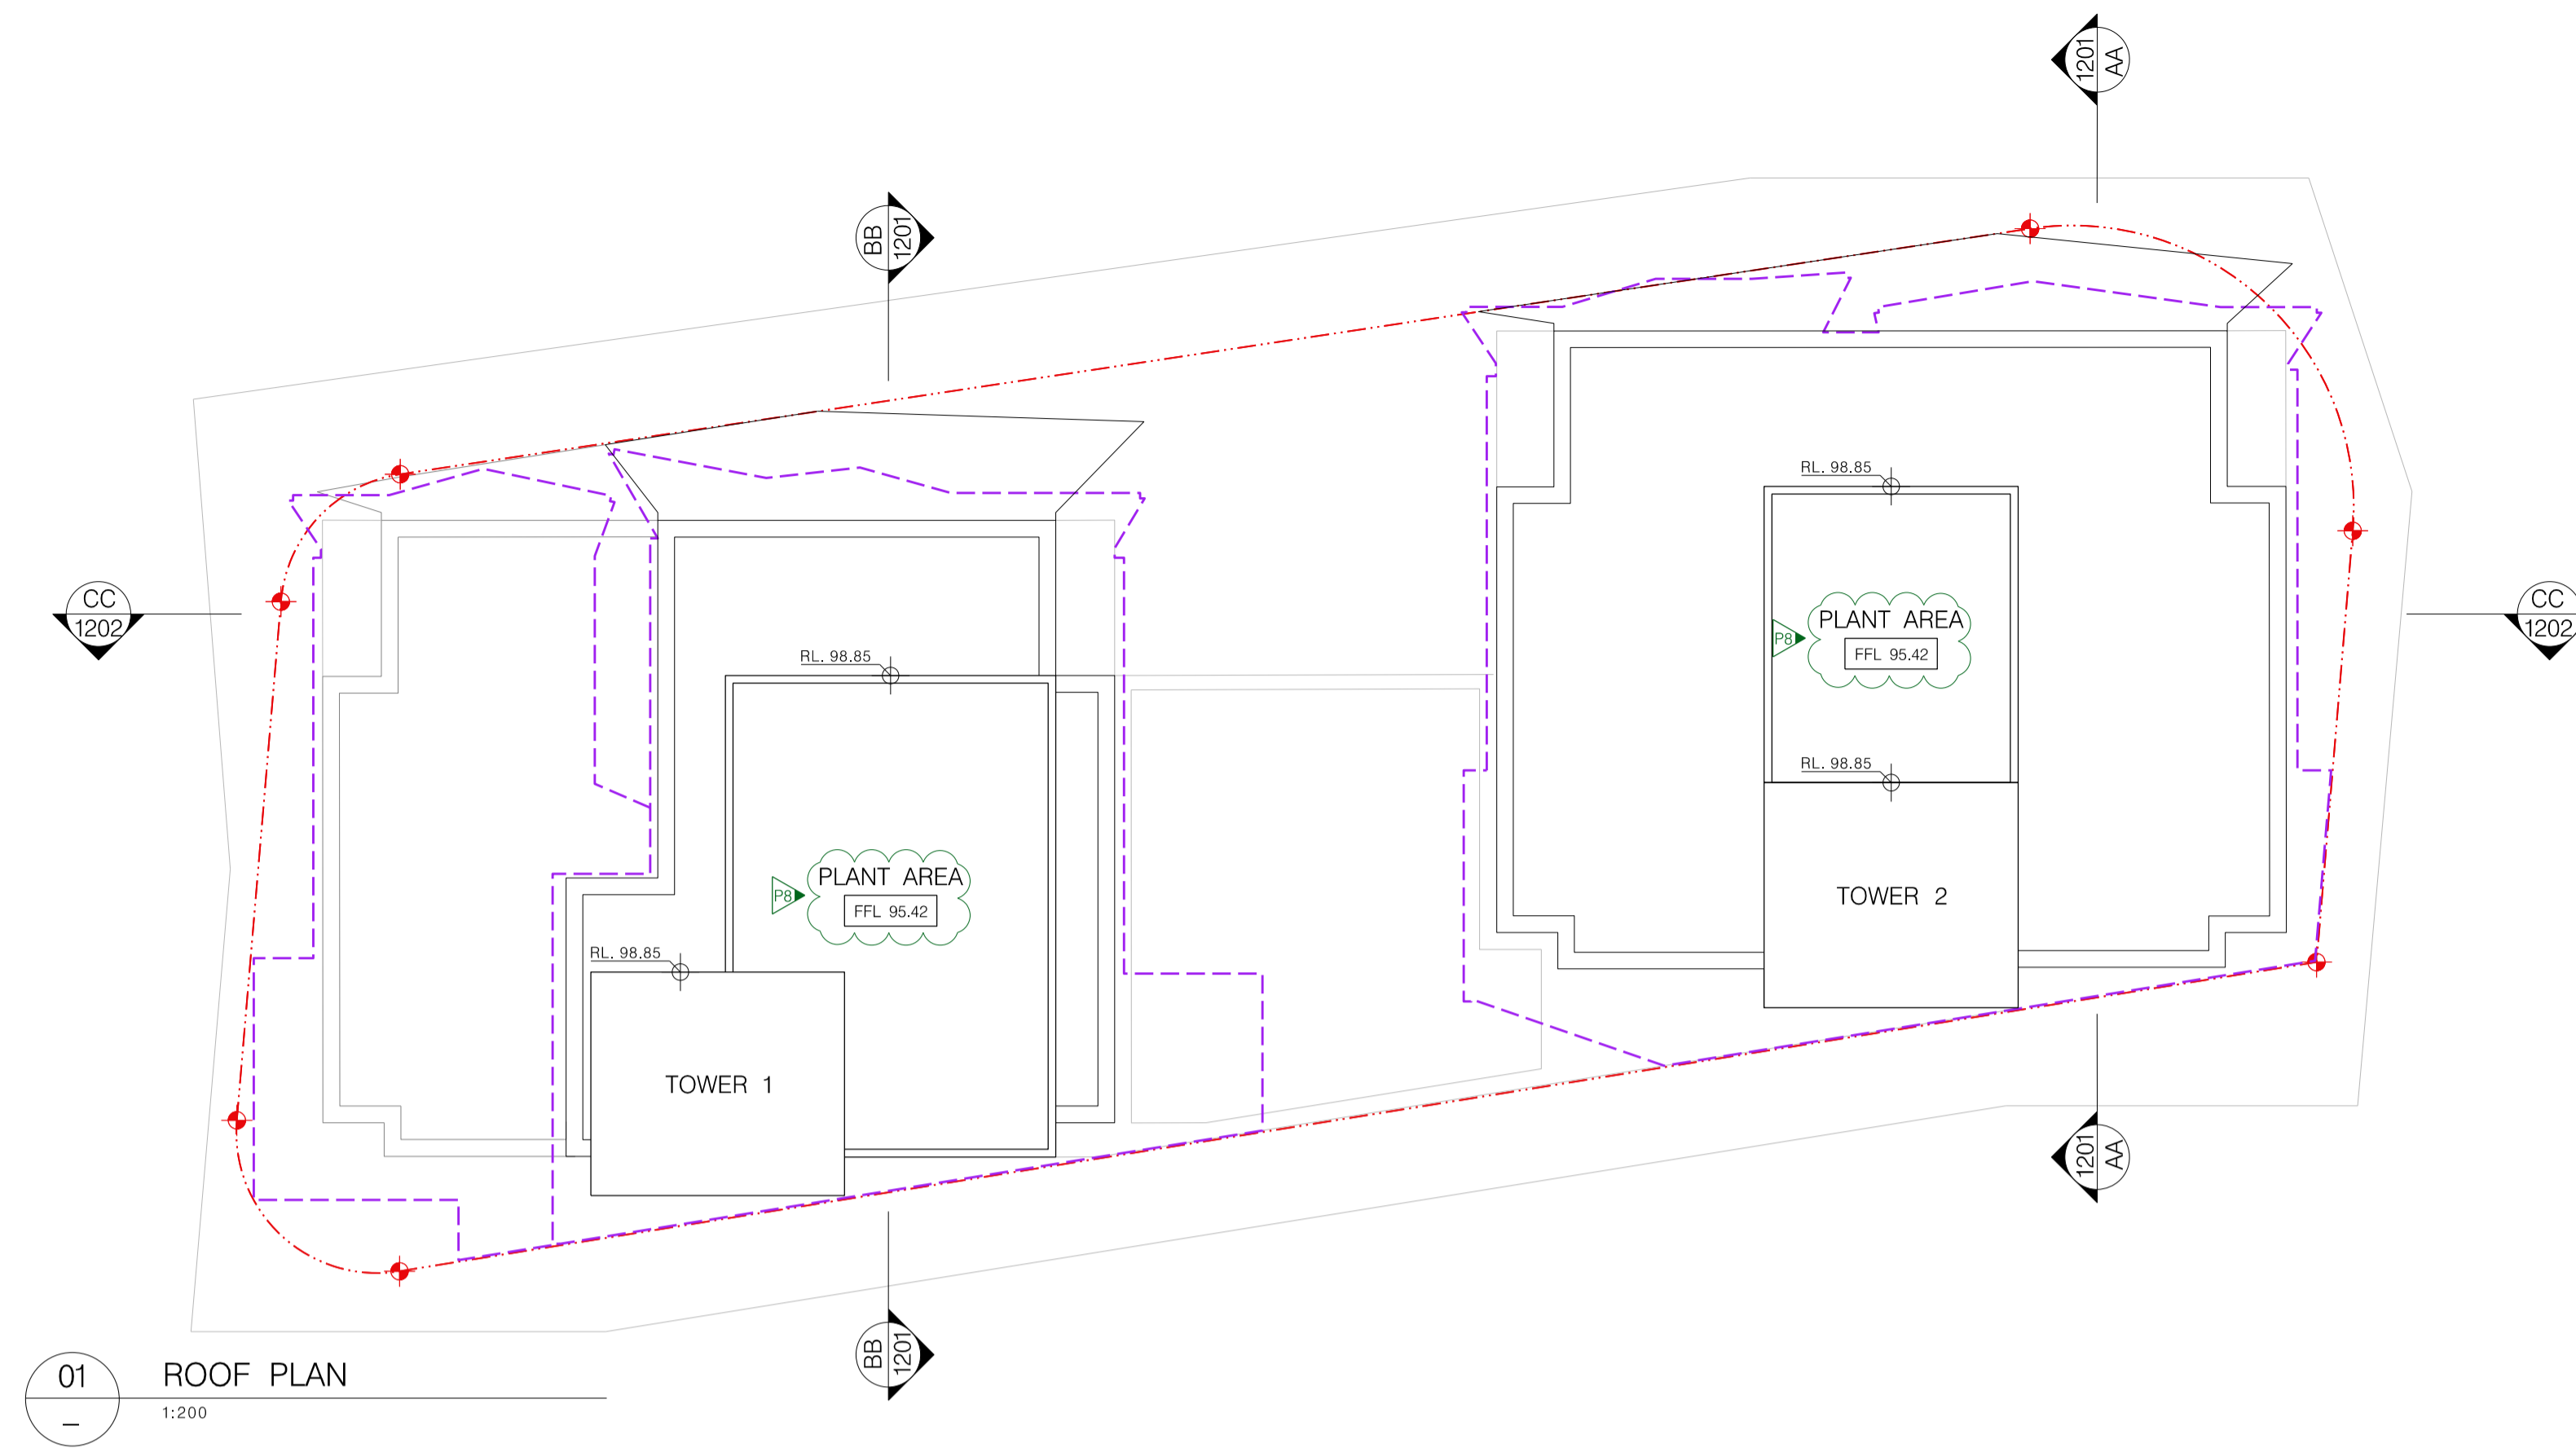 1201
AA
BB
1201
RL. 98.85
CC
1202
PLANT AREA
P8
FFL 95.42
CC
1202
RL. 98.85
RL. 98.85
PLANT AREA
P8
FFL 95.42
TOWER 2
RL. 98.85
TOWER 1
1201
AA
BB
1201
01
ROOF PLAN
1:200
–